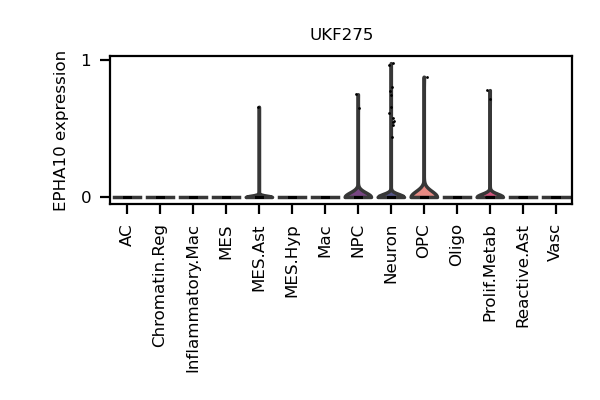 UKF275
EPHA10 expression
1
0
AC
Chromatin.Reg
Inflammatory.Mac
MES
MES.Ast
MES.Hyp
Mac
NPC
Neuron
OPC
Oligo
Prolif.Metab
Reactive.Ast
Vasc